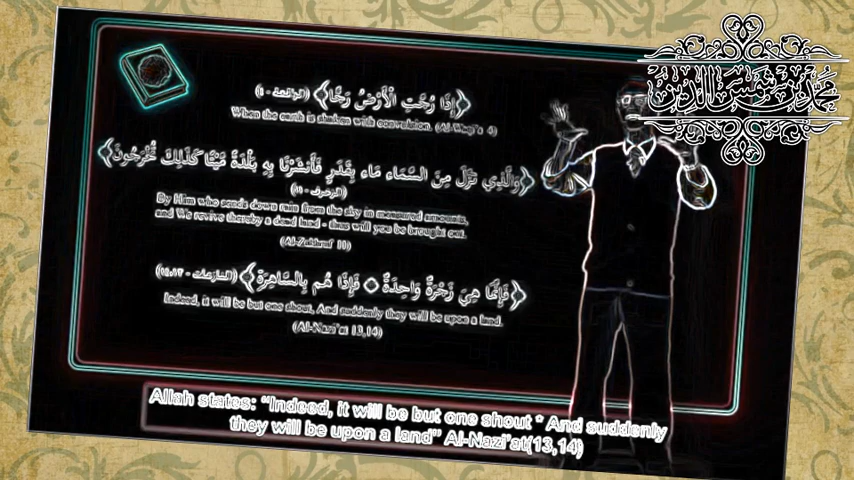 ﴿إِذَا رُجَّتِ الْأَرْضُ رَجًّا﴾ (الواقعة - ٤)
When the earth is shaken with convulsion. (Al-Waqi'a 4)
﴿وَالَّذِي نَزَّلَ مِنَ السَّمَاء مَاء بِقَدَرٍ فَأَنشَرْنَا بِهِ بَلْدَةً مَّيْتًا كَذَلِكَ تُخْرَجُونَ﴾
(الزخرف - ١١)
By Him who sends down rain from the sky in measured amounts,
and We revive thereby a dead land - thus will you be brought out.
(Al-Zukhruf 11)
﴿فَإِنَّمَا هِيَ زَجْرَةٌ وَاحِدَةٌ ۞ فَإِذَا هُم بِالسَّاهِرَةِ﴾ (النازعات - ١٤،١٣)
Indeed, it will be but one shout, And suddenly they will be upon a land.
(Al-Nazi'at 13,14)
Allah states: "Indeed, it will be but one shout * And suddenly
they will be upon a land" Al-Nazi'at(13,14)